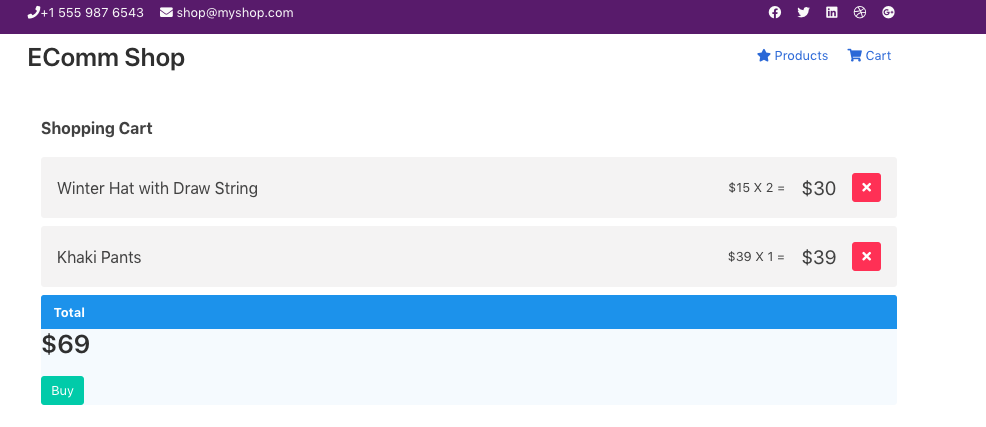 +1 555 987 6543 shop@myshop.com
EComm Shop Products Cart
Shopping Cart
Winter Hat with Draw String $15 X 2 = $30
Khaki Pants $39 X 1 = $39
Total
$69
Buy